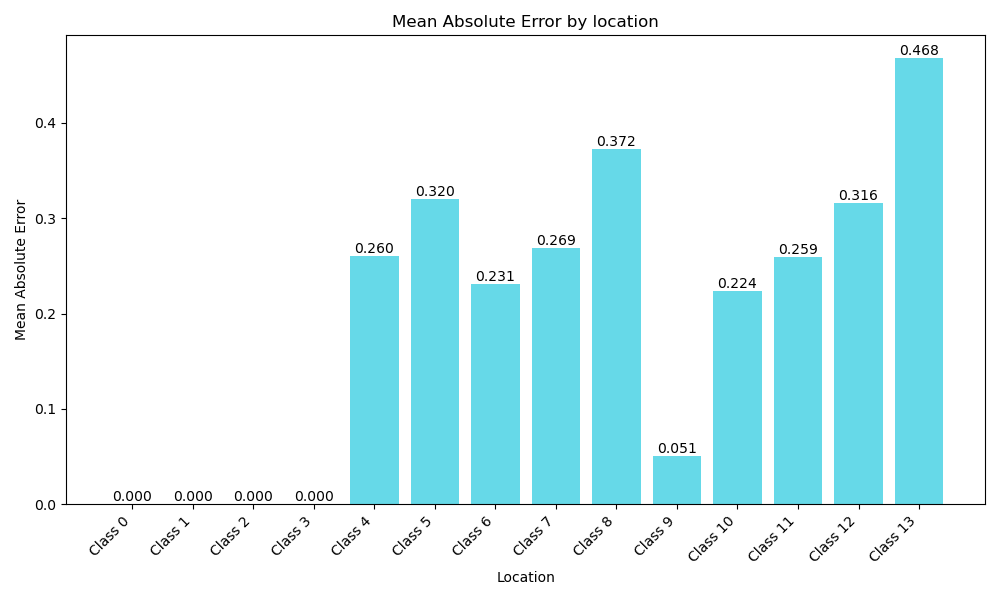 Mean Absolute Error by location
Mean Absolute Error
0.4
0.3
0.2
0.1
0.0
0.000
0.000
0.000
0.000
0.260
0.320
0.231
0.269
0.372
0.051
0.224
0.259
0.316
0.468
Class 0
Class 1
Class 2
Class 3
Class 4
Class 5
Class 6
Class 7
Class 8
Class 9
Class 10
Class 11
Class 12
Class 13
Location